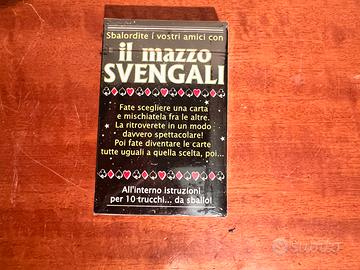 Sbalordite i vostri amici con
il mazzo
SVENGALI
Fate scegliere una carta
e mischiatela fra le altre.
La ritroverete in un modo
davvero spettacolare!
Poi fate diventare le carte
tutte uguali a quella scelta, poi...
All'interno istruzioni
per 10 trucchi... da sballo!
SUBITO